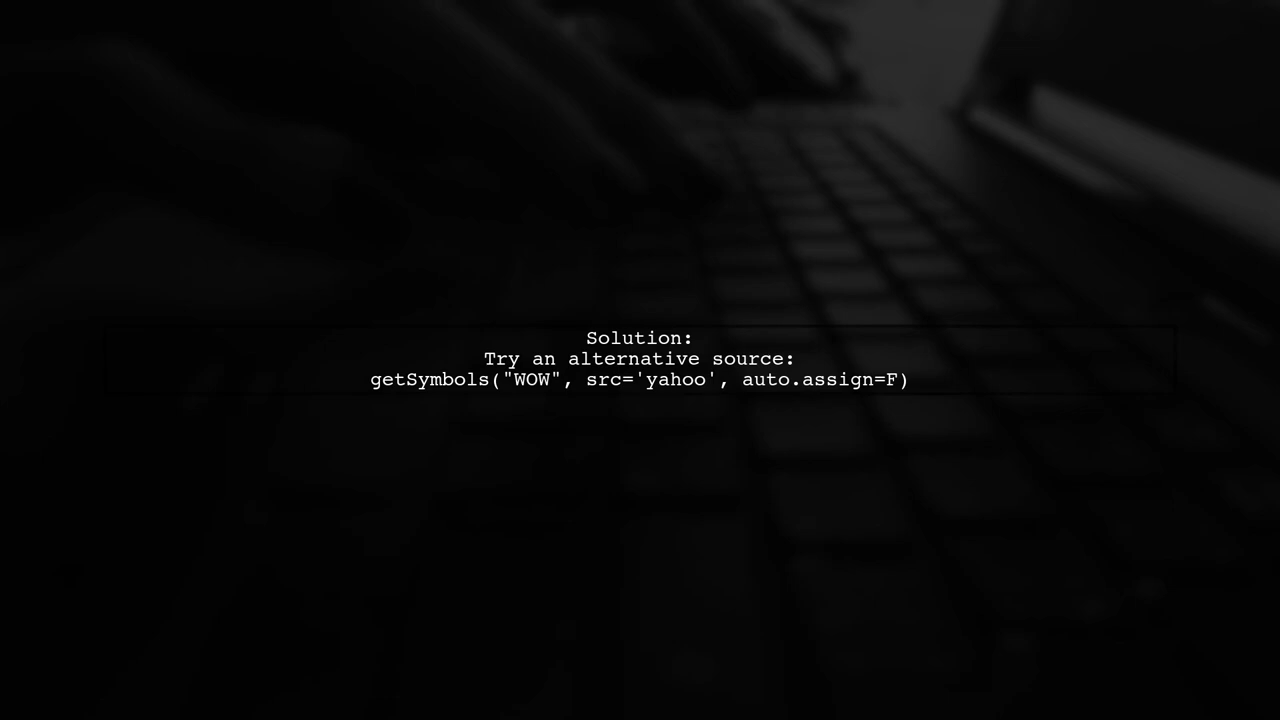 Solution:
Try an alternative source:
getSymbols("WOW", src='yahoo', auto.assign=F)